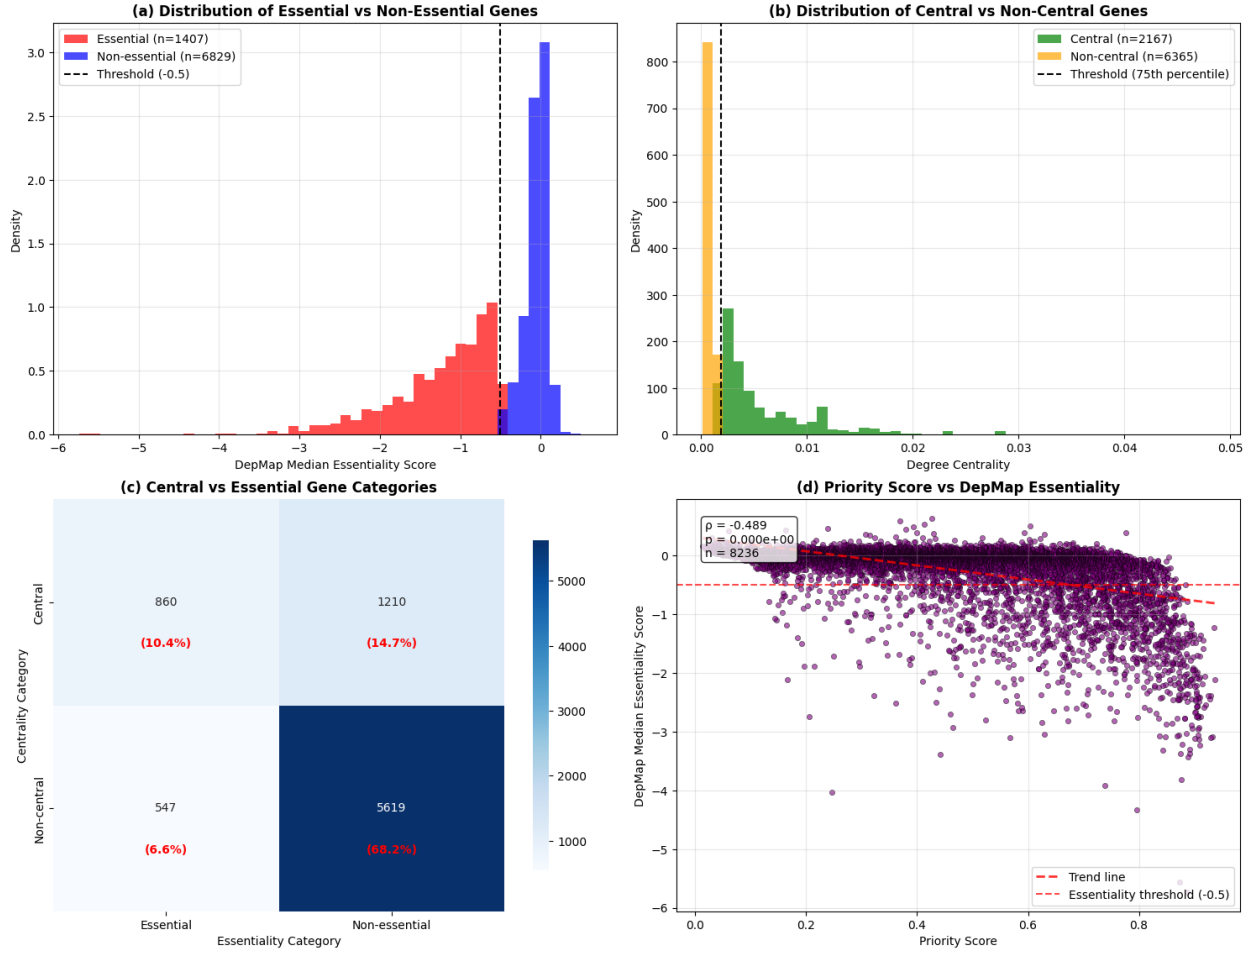 (a) Distribution of Essential vs Non-Essential Genes
Essential (n=1407)
Non-essential (n=6829)
Threshold (-0.5)
3.0
2.5
2.0
1.5
1.0
0.5
0.0
Density
−6 −5 −4 −3 −2 −1 0
DepMap Median Essentiality Score
(b) Distribution of Central vs Non-Central Genes
Central (n=2167)
Non-central (n=6365)
Threshold (75th percentile)
800
700
600
500
400
300
200
100
0
Density
0.00 0.01 0.02 0.03 0.04 0.05
Degree Centrality
(c) Central vs Essential Gene Categories
Centrality Category
Central
Non-central
860
(10.4%)
1210
(14.7%)
547
(6.6%)
5619
(68.2%)
Essential Non-essential
Essentiality Category
5000
4000
3000
2000
1000
(d) Priority Score vs DepMap Essentiality
ρ = -0.489
p = 0.000e+00
n = 8236
0
−1
−2
−3
−4
−5
−6
DepMap Median Essentiality Score
Trend line
Essentiality threshold (-0.5)
0.0 0.2 0.4 0.6 0.8
Priority Score